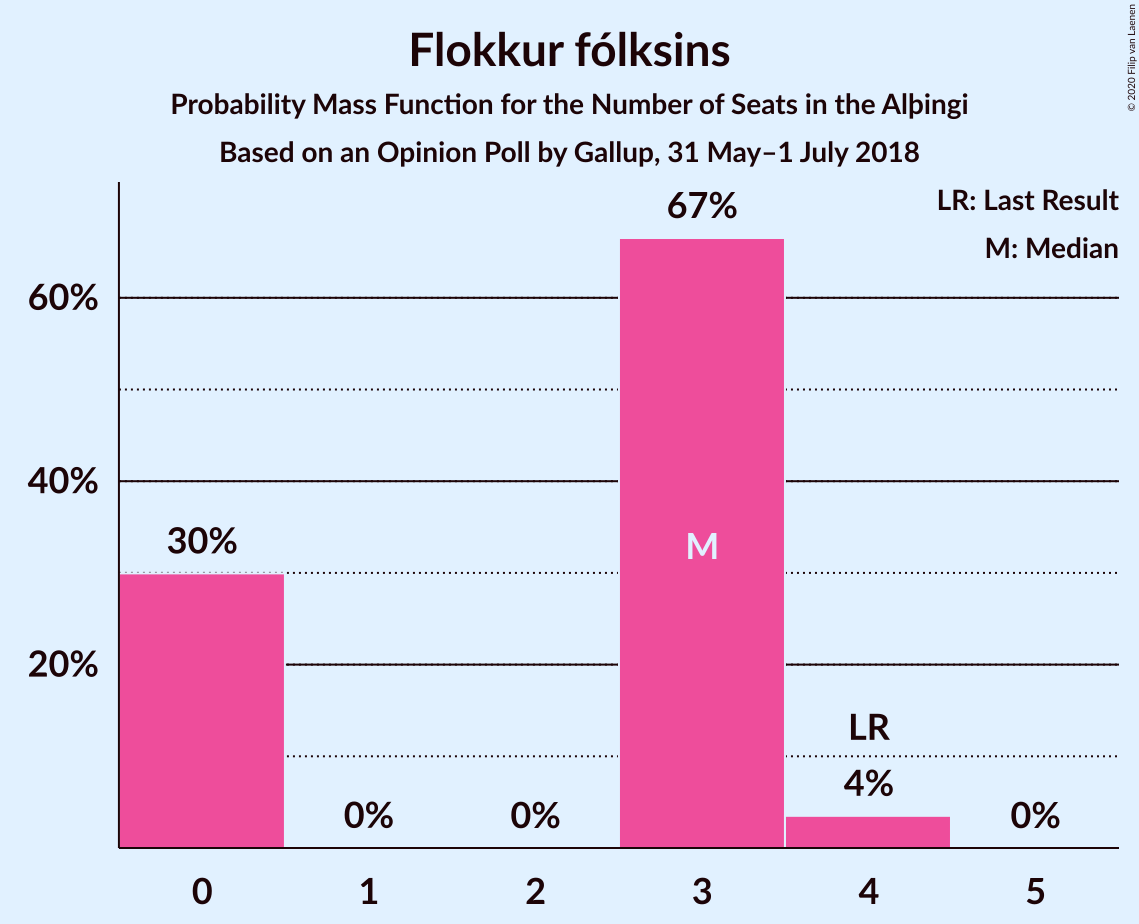 Flokkur fólksins
Probability Mass Function for the Number of Seats in the Alþingi
Based on an Opinion Poll by Gallup, 31 May–1 July 2018
© 2020 Filip van Laenen
LR: Last Result
M: Median
67%
60%
40%
30%
M
20%
LR
4%
0%
0%
0%
0
1
2
3
4
5